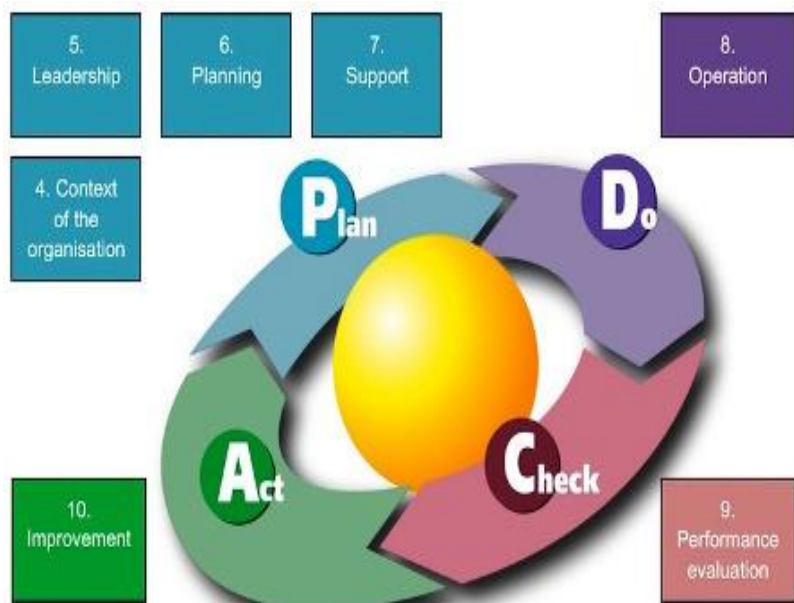 5.
Leadership
6.
Planning
7.
Support
8.
Operation
4. Context
of the
organisation
Plan
Do
Act
Check
10.
Improvement
9.
Performance
evaluation